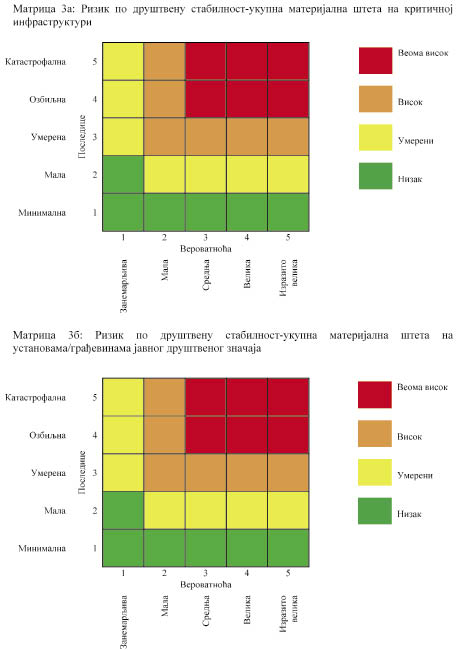 Матрица 3а: Ризик по друштвену стабилност-укупна материјална штета на критичној
инфраструктури
Катастрофална 5
Озбиљна 4
Умерена 3
Мала 2
Минимална 1
Последице
1 2 3 4 5
Вероватноћа
Занемарљива
Мала
Средња
Велика
Изразито
велика
Веома висок
Висок
Умерени
Низак
Матрица 3б: Ризик по друштвену стабилност-укупна материјална штета на
установама/грађевинама јавног друштвеног значаја
Катастрофална 5
Озбиљна 4
Умерена 3
Мала 2
Минимална 1
Последице
1 2 3 4 5
Вероватноћа
Занемарљива
Мала
Средња
Велика
Изразито
велика
Веома висок
Висок
Умерени
Низак